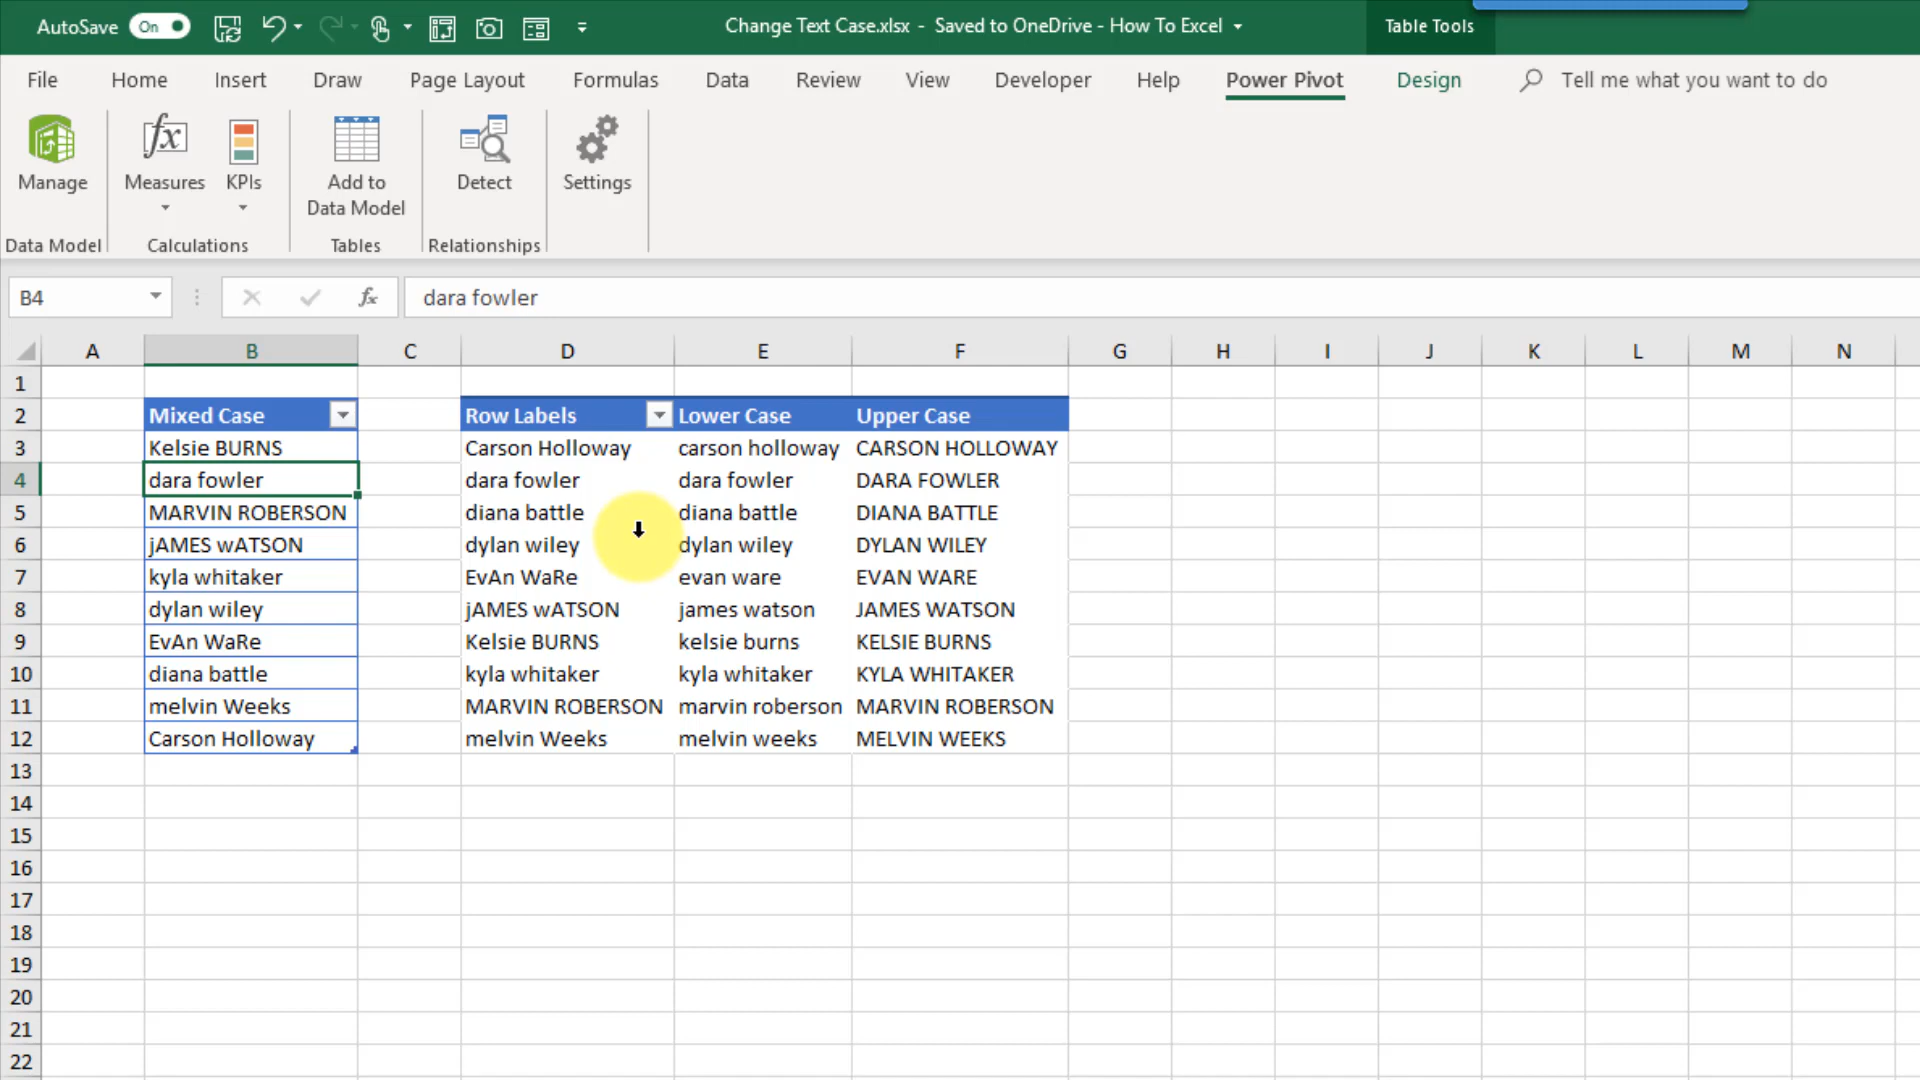 AutoSave On Change Text Case.xlsx - Saved to OneDrive - How To Excel Table Tools
File Home Insert Draw Page Layout Formulas Data Review View Developer Help Power Pivot Design Tell me what you want to do
Manage Measures KPIs Add to Data Model Detect Settings
Data Model Calculations Tables Relationships
B4 fx dara fowler
A B C D E F G H I J K L M N
1
2 Mixed Case Row Labels Lower Case Upper Case
3 Kelsie BURNS Carson Holloway carson holloway CARSON HOLLOWAY
4 dara fowler dara fowler dara fowler DARA FOWLER
5 MARVIN ROBERSON diana battle diana battle DIANA BATTLE
6 jAMES wATSON dylan wiley dylan wiley DYLAN WILEY
7 kyla whitaker EvAn WaRe evan ware EVAN WARE
8 dylan wiley jAMES wATSON james watson JAMES WATSON
9 EvAn WaRe Kelsie BURNS kelsie burns KELSIE BURNS
10 diana battle kyla whitaker kyla whitaker KYLA WHITAKER
11 melvin Weeks MARVIN ROBERSON marvin roberson MARVIN ROBERSON
12 Carson Holloway melvin Weeks melvin weeks MELVIN WEEKS
13
14
15
16
17
18
19
20
21
22